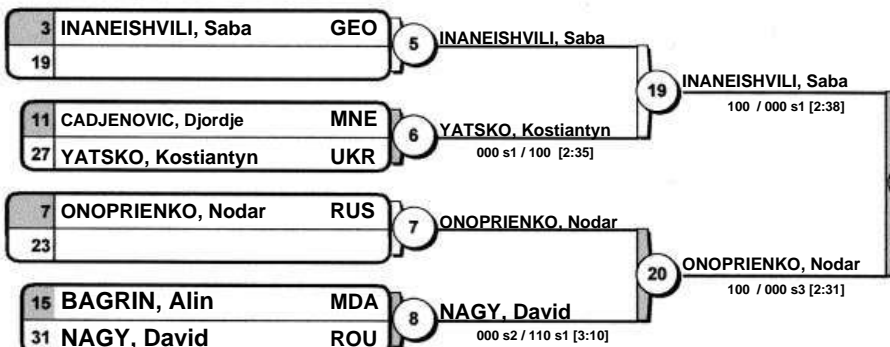 3 INANEISHVILI, Saba GEO
19
5 INANEISHVILI, Saba
11 CADJENOVIC, Djordje MNE
27 YATSKO, Kostiantyn UKR
6 YATSKO, Kostiantyn
000 s1 / 100 [2:35]
19 INANEISHVILI, Saba
100 / 000 s1 [2:38]
7 ONOPRIENKO, Nodar RUS
23
7 ONOPRIENKO, Nodar
15 BAGRIN, Alin MDA
31 NAGY, David ROU
8 NAGY, David
000 s2 / 110 s1 [3:10]
20 ONOPRIENKO, Nodar
100 / 000 s3 [2:31]